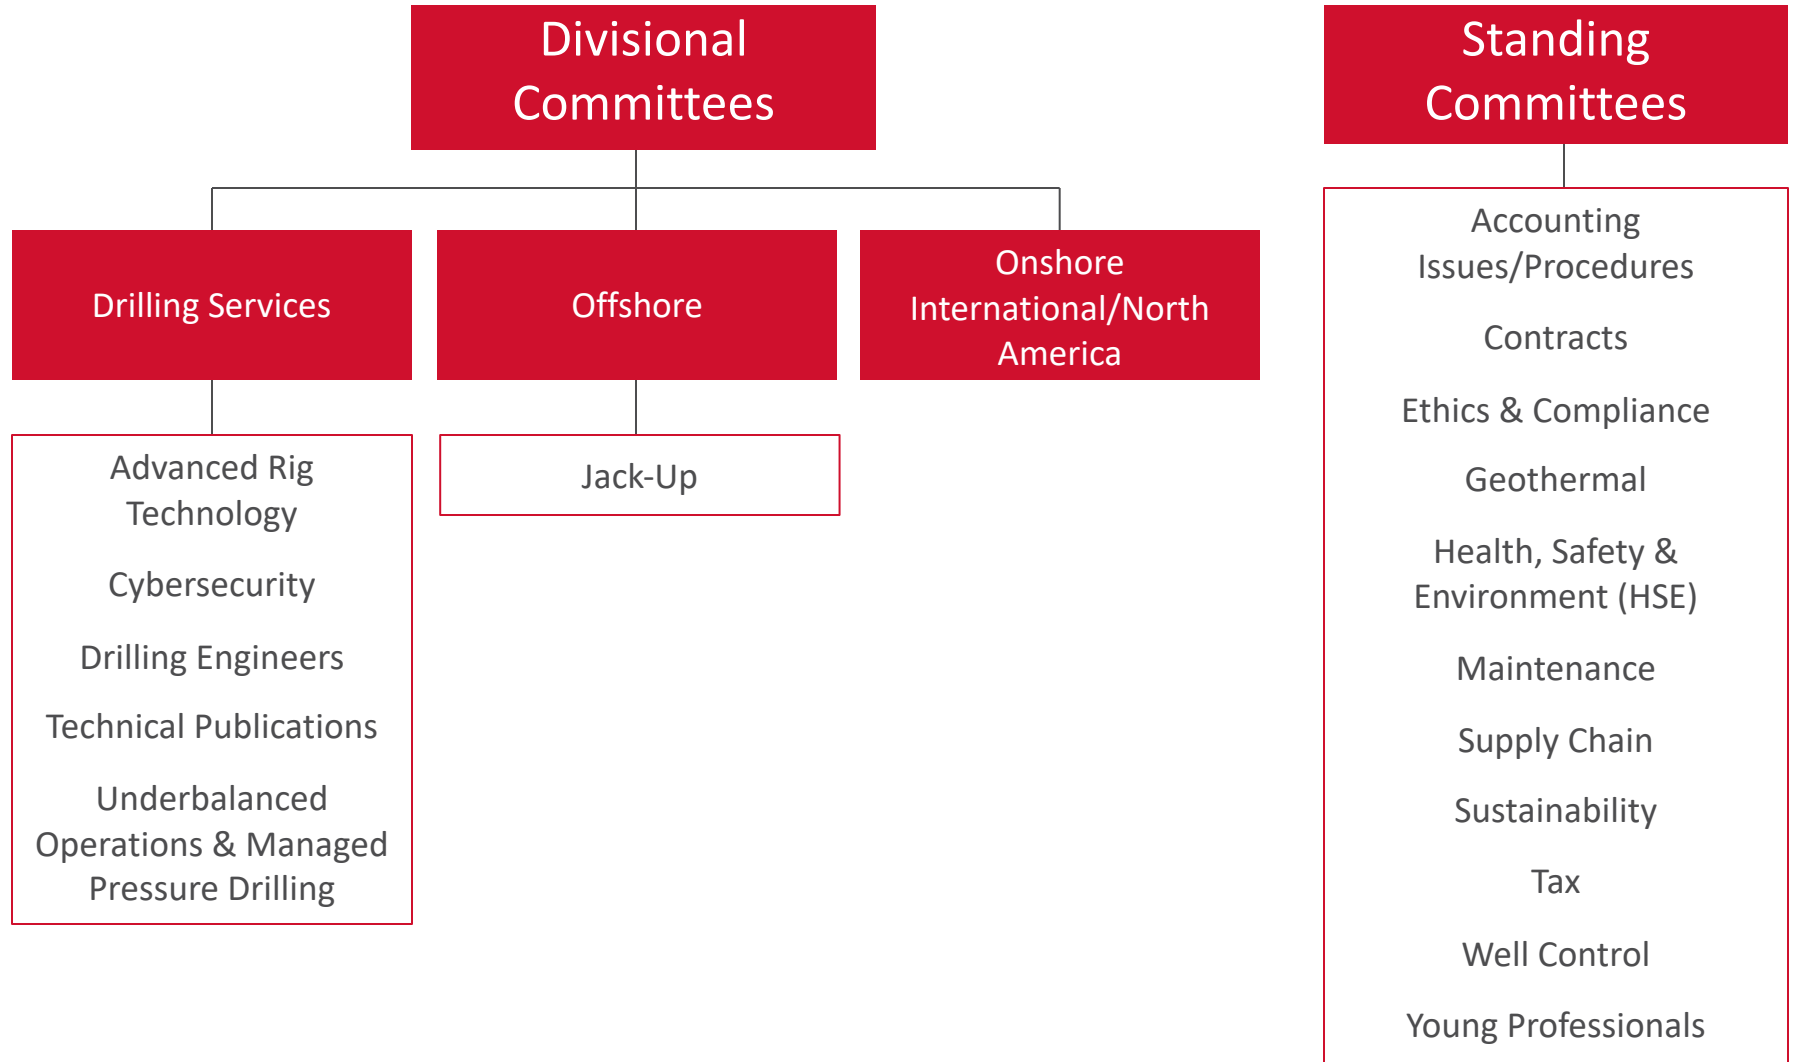 Divisional
Committees
Standing
Committees
Drilling Services
Offshore
Onshore
International/North
America
Advanced Rig
Technology
Cybersecurity
Drilling Engineers
Technical Publications
Underbalanced
Operations & Managed
Pressure Drilling
Jack-Up
Accounting
Issues/Procedures
Contracts
Ethics & Compliance
Geothermal
Health, Safety &
Environment (HSE)
Maintenance
Supply Chain
Sustainability
Tax
Well Control
Young Professionals